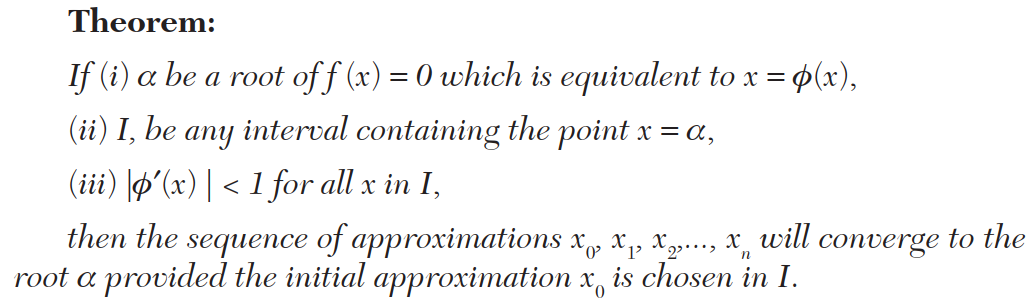 Theorem:
If (i) α be a root of f (x) = 0 which is equivalent to x = ϕ(x),
(ii) I, be any interval containing the point x = α,
(iii) |ϕ′(x) | < 1 for all x in I,
then the sequence of approximations x₀, x₁, x₂,..., xₙ will converge to the
root α provided the initial approximation x₀ is chosen in I.